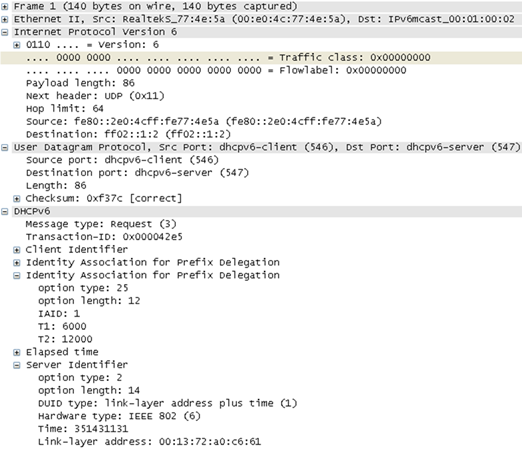 Frame 1 (140 bytes on wire, 140 bytes captured)
Ethernet II, Src: RealtekS_77:4e:5a (00:e0:4c:77:4e:5a), Dst: IPv6mcast_00:01:00:02
Internet Protocol Version 6
0110 .... = Version: 6
.... 0000 0000 .... .... .... .... .... = Traffic class: 0x00000000
.... .... .... 0000 0000 0000 0000 0000 = Flowlabel: 0x00000000
Payload length: 86
Next header: UDP (0x11)
Hop limit: 64
Source: fe80::2e0:4cff:fe77:4e5a (fe80::2e0:4cff:fe77:4e5a)
Destination: ff02::1:2 (ff02::1:2)
User Datagram Protocol, Src Port: dhcpv6-client (546), Dst Port: dhcpv6-server (547)
Source port: dhcpv6-client (546)
Destination port: dhcpv6-server (547)
Length: 86
Checksum: 0xf37c [correct]
DHCPv6
Message type: Request (3)
Transaction-ID: 0x000042e5
Client Identifier
Identity Association for Prefix Delegation
Identity Association for Prefix Delegation
option type: 25
option length: 12
IAID: 1
T1: 6000
T2: 12000
Elapsed time
Server Identifier
option type: 2
option length: 14
DUID type: link-layer address plus time (1)
Hardware type: IEEE 802 (6)
Time: 351431131
Link-layer address: 00:13:72:a0:c6:61